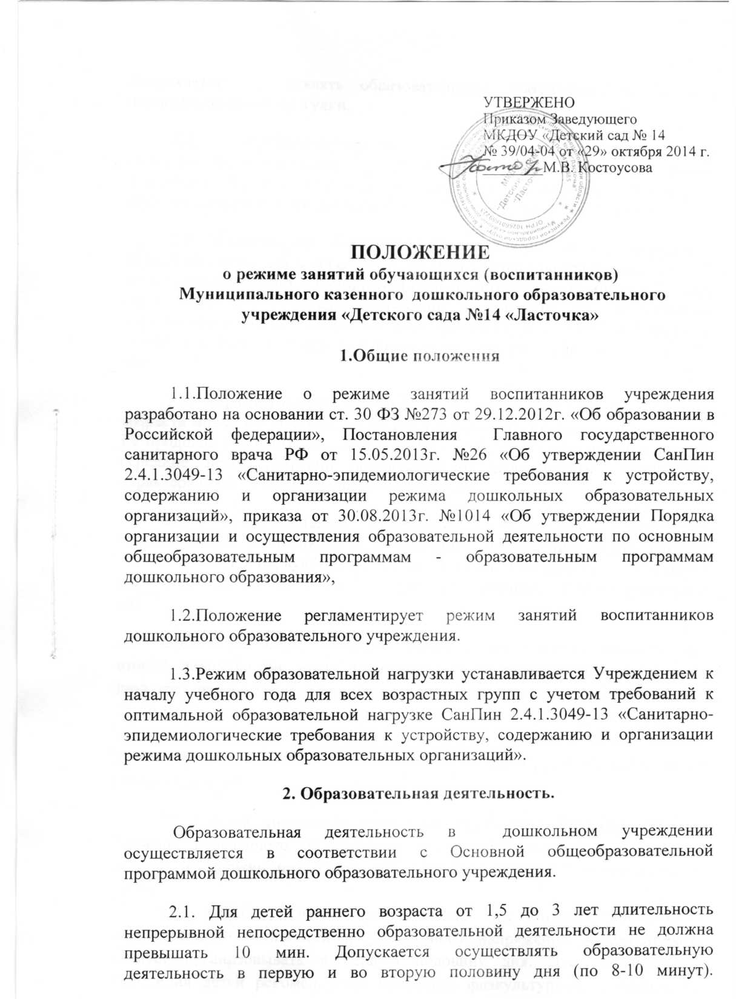 УТВЕРЖЕНО
Приказом Заведующего
МКДОУ «Детский сад № 14
№ 39/04-04 от «29» октября 2014 г.
М.В. Костоусова
ПОЛОЖЕНИЕ
о режиме занятий обучающихся (воспитанников)
Муниципального казенного дошкольного образовательного
учреждения «Детского сада №14 «Ласточка»
1.Общие положения
1.1.Положение о режиме занятий воспитанников учреждения
разработано на основании ст. 30 ФЗ №273 от 29.12.2012г. «Об образовании в
Российской федерации», Постановления Главного государственного
санитарного врача РФ от 15.05.2013г. №26 «Об утверждении СанПин
2.4.1.3049-13 «Санитарно-эпидемиологические требования к устройству,
содержанию и организации режима дошкольных образовательных
организаций», приказа от 30.08.2013г. №1014 «Об утверждении Порядка
организации и осуществления образовательной деятельности по основным
общеобразовательным программам - образовательным программам
дошкольного образования»,
1.2.Положение регламентирует режим занятий воспитанников
дошкольного образовательного учреждения.
1.3.Режим образовательной нагрузки устанавливается Учреждением к
началу учебного года для всех возрастных групп с учетом требований к
оптимальной образовательной нагрузке СанПин 2.4.1.3049-13 «Санитарно-
эпидемиологические требования к устройству, содержанию и организации
режима дошкольных образовательных организаций».
2. Образовательная деятельность.
Образовательная деятельность в дошкольном учреждении
осуществляется в соответствии с Основной общеобразовательной
программой дошкольного образовательного учреждения.
2.1. Для детей раннего возраста от 1,5 до 3 лет длительность
непрерывной непосредственно образовательной деятельности не должна
превышать 10 мин. Допускается осуществлять образовательную
деятельность в первую и во вторую половину дня (по 8-10 минут).